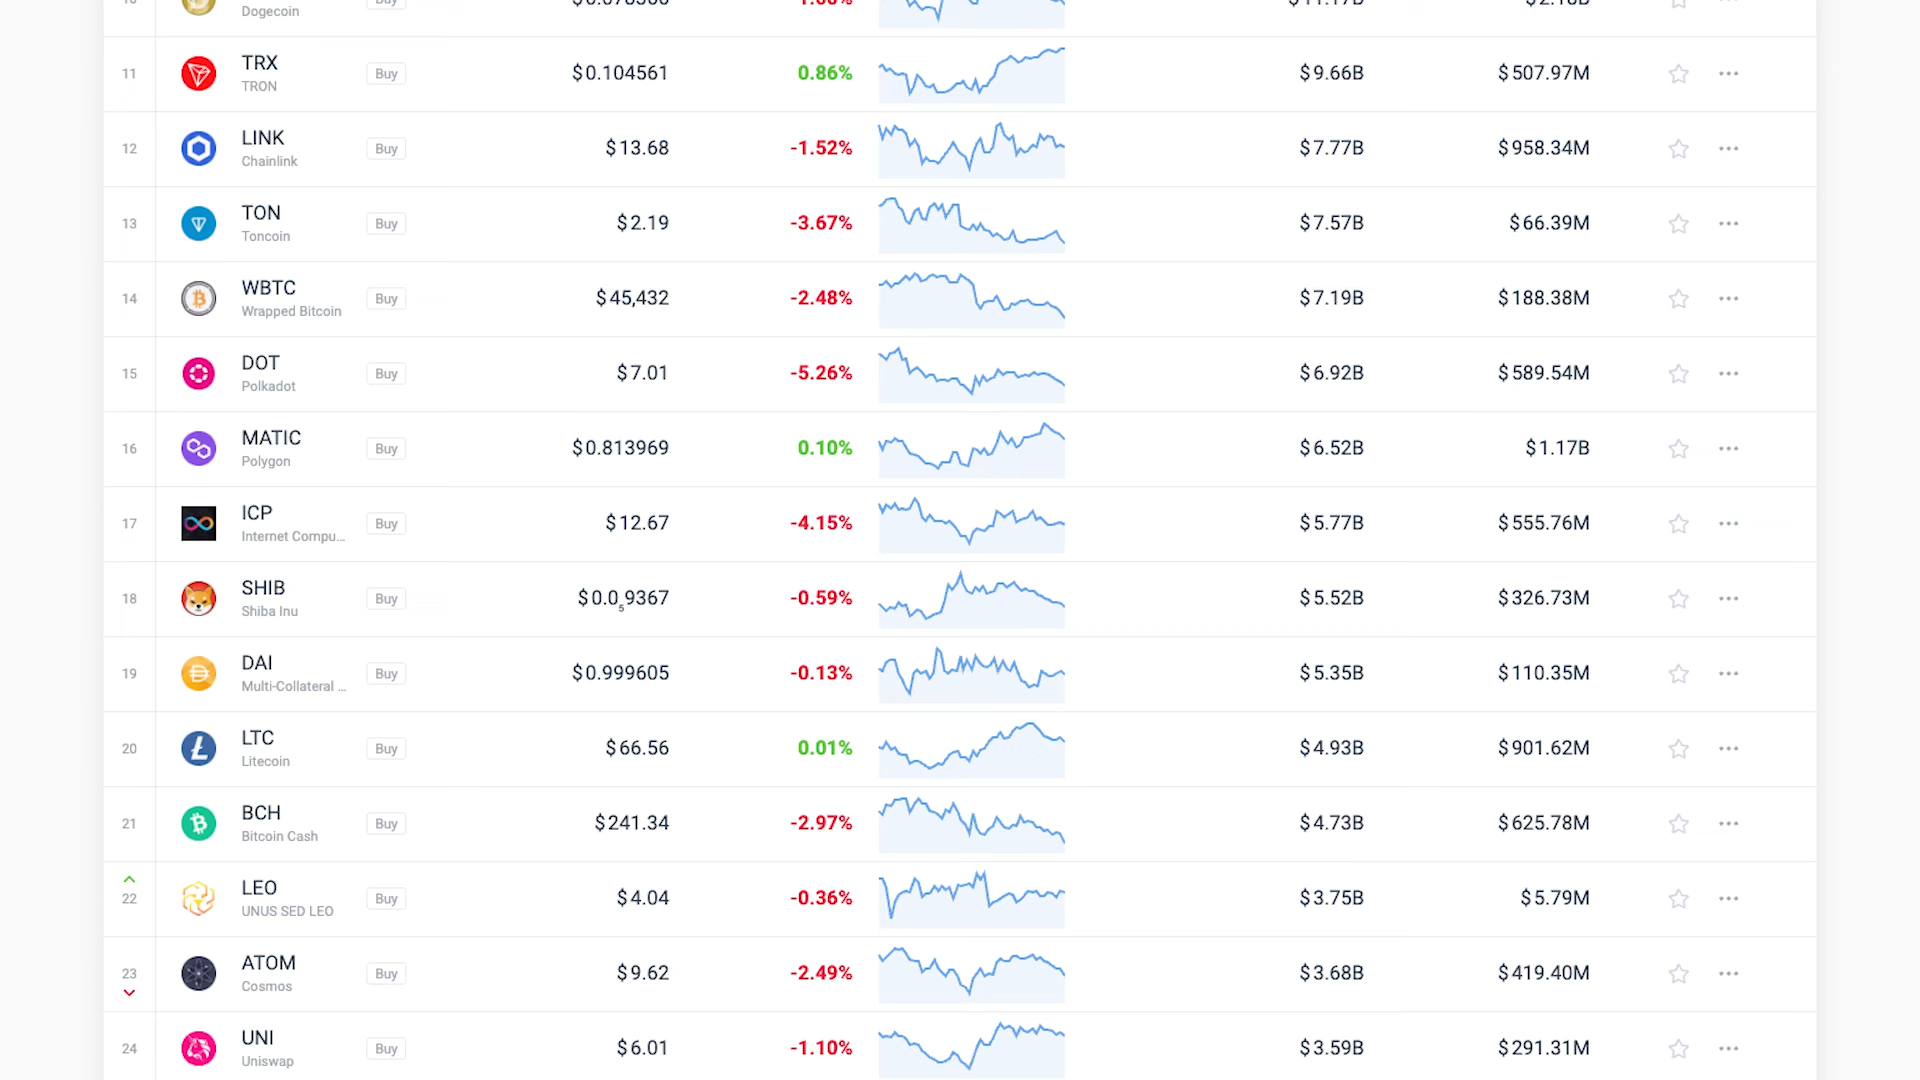 Dogecoin
11 TRX Buy $0.104561 0.86% $9.66B $507.97M
TRON
12 LINK Buy $13.68 -1.52% $7.77B $958.34M
Chainlink
13 TON Buy $2.19 -3.67% $7.57B $66.39M
Toncoin
14 WBTC Buy $45,432 -2.48% $7.19B $188.38M
Wrapped Bitcoin
15 DOT Buy $7.01 -5.26% $6.92B $589.54M
Polkadot
16 MATIC Buy $0.813969 0.10% $6.52B $1.17B
Polygon
17 ICP Buy $12.67 -4.15% $5.77B $555.76M
Internet Compu...
18 SHIB Buy $0.0₅9367 -0.59% $5.52B $326.73M
Shiba Inu
19 DAI Buy $0.999605 -0.13% $5.35B $110.35M
Multi-Collateral ...
20 LTC Buy $66.56 0.01% $4.93B $901.62M
Litecoin
21 BCH Buy $241.34 -2.97% $4.73B $625.78M
Bitcoin Cash
22 LEO Buy $4.04 -0.36% $3.75B $5.79M
UNUS SED LEO
23 ATOM Buy $9.62 -2.49% $3.68B $419.40M
Cosmos
24 UNI Buy $6.01 -1.10% $3.59B $291.31M
Uniswap